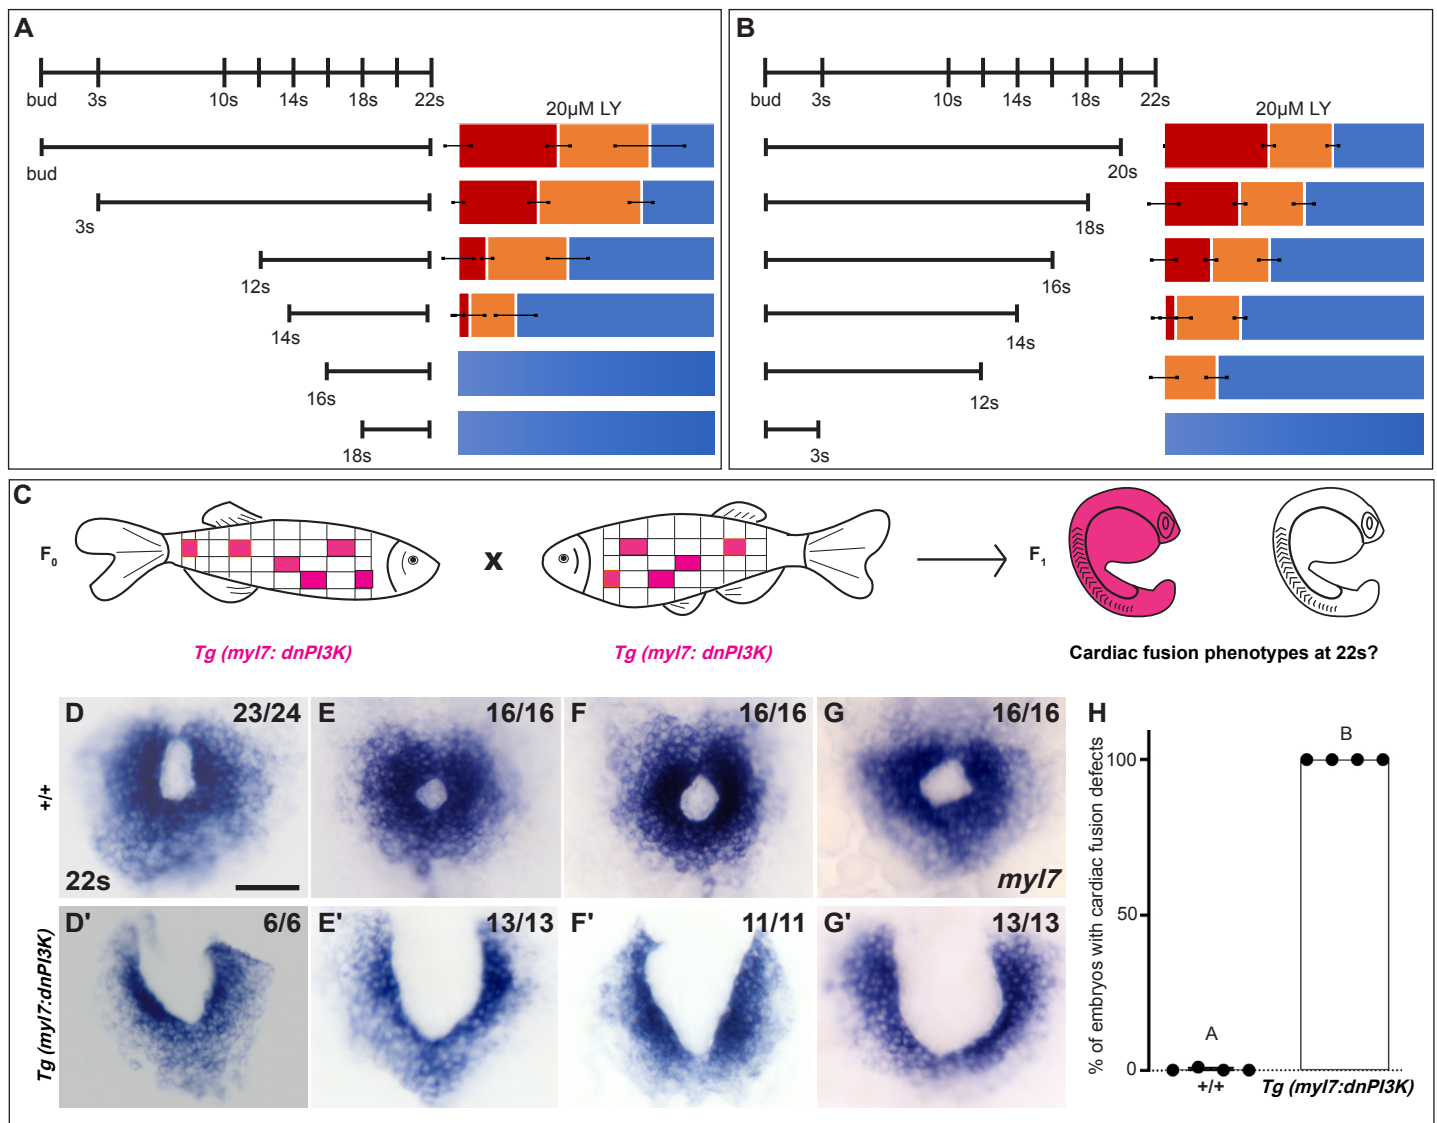 A
bud 3s 10s 14s 18s 22s
20µM LY
bud
3s
12s
14s
16s
18s
B
bud 3s 10s 14s 18s 22s
20µM LY
20s
18s
16s
14s
12s
3s
C
F0 x F1
Tg (myl7: dnPI3K) Tg (myl7: dnPI3K) Cardiac fusion phenotypes at 22s?
+/+
D 23/24
22s
E 16/16
F 16/16
G 16/16
myl7
Tg (myl7:dnPI3K)
D' 6/6
E' 13/13
F' 11/11
G' 13/13
H
% of embryos with cardiac fusion defects
100
50
0
A
B
+/+ Tg (myl7:dnPI3K)